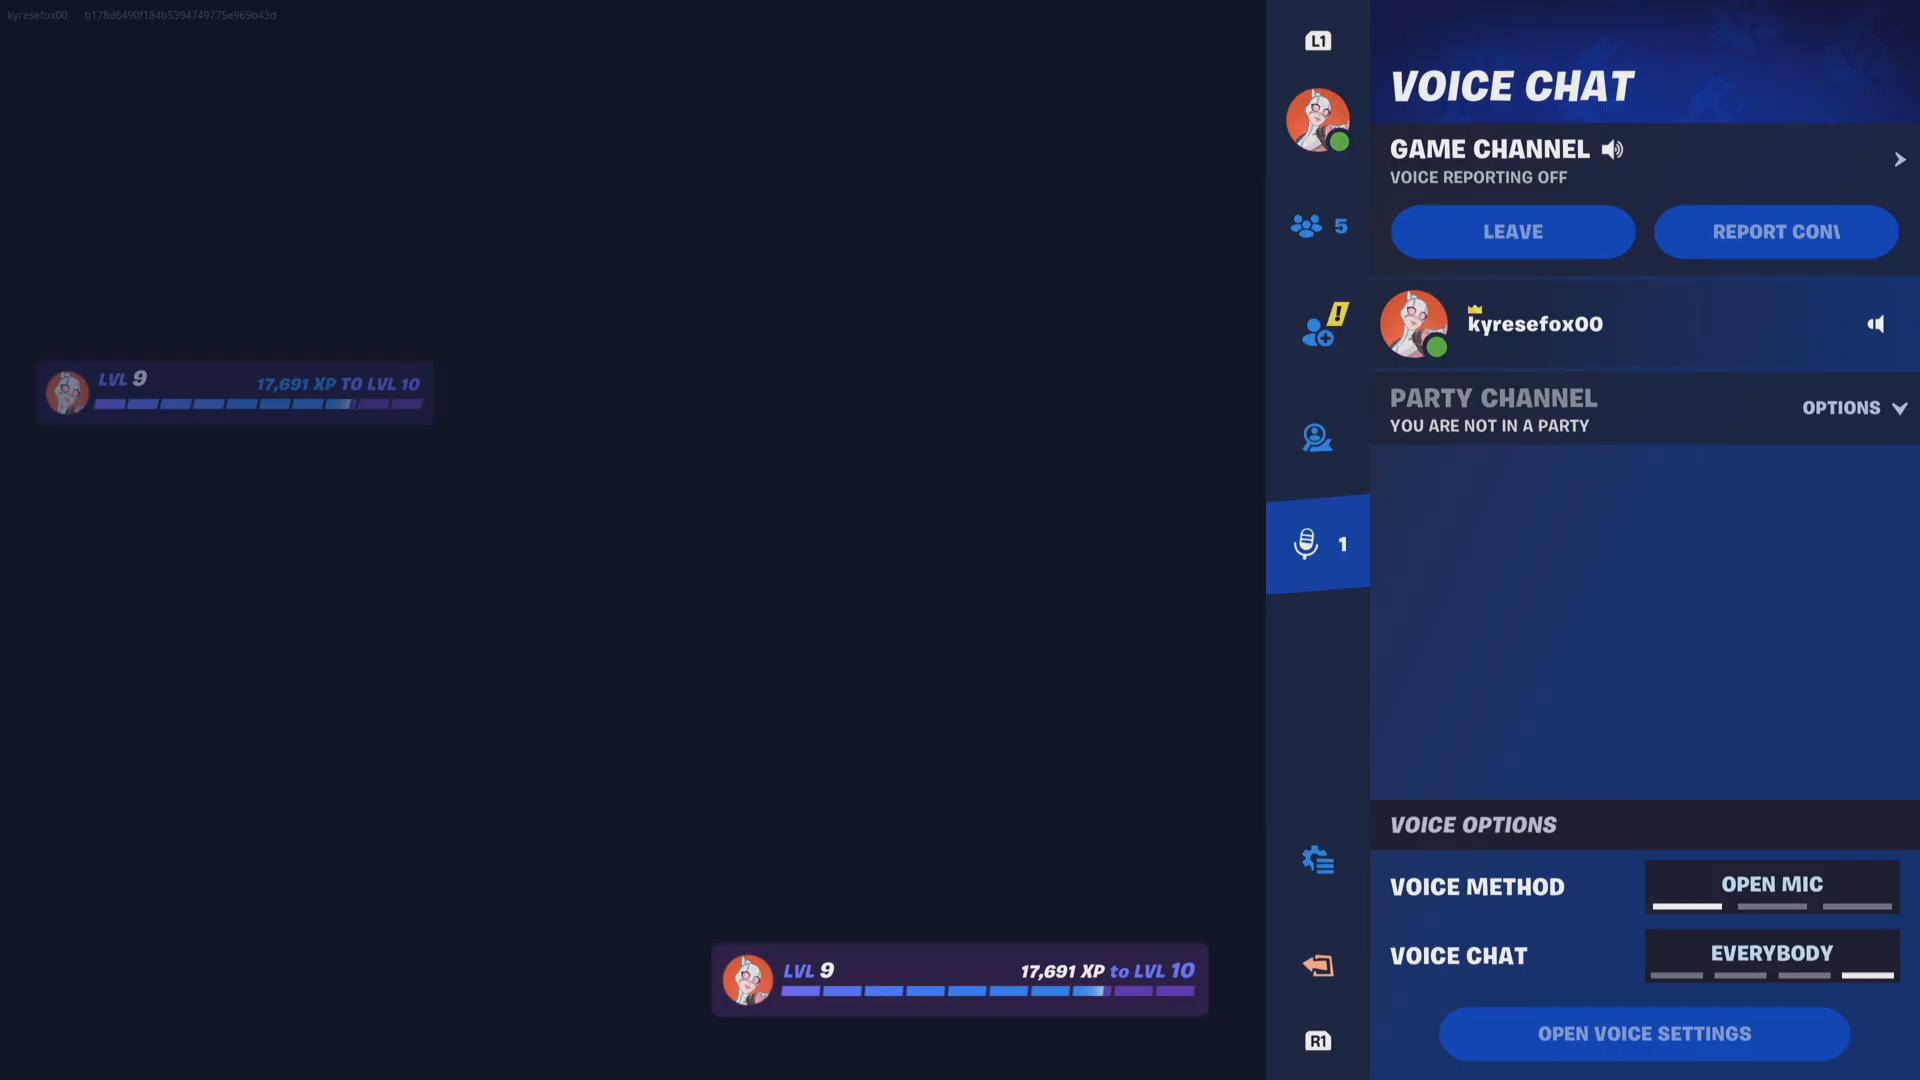 kyresefox00 b178d6490f184b5394749775e969b43d
LVL 9
17,691 XP TO LVL 10
LVL 9
17,691 XP to LVL 10
L1
5
!
1
R1
VOICE CHAT
GAME CHANNEL
VOICE REPORTING OFF
LEAVE
REPORT CON
kyresefox00
PARTY CHANNEL
YOU ARE NOT IN A PARTY
OPTIONS
VOICE OPTIONS
VOICE METHOD
OPEN MIC
VOICE CHAT
EVERYBODY
OPEN VOICE SETTINGS